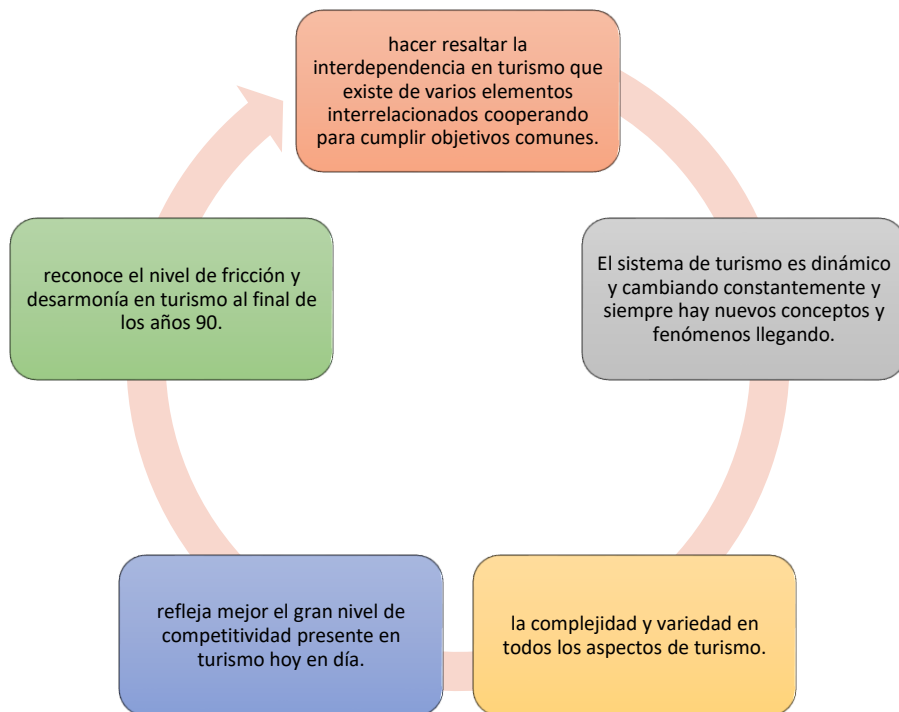 hacer resaltar la
interdependencia en turismo que
existe de varios elementos
interrelacionados cooperando
para cumplir objetivos comunes.
El sistema de turismo es dinámico
y cambiando constantemente y
siempre hay nuevos conceptos y
fenómenos llegando.
la complejidad y variedad en
todos los aspectos de turismo.
refleja mejor el gran nivel de
competitividad presente en
turismo hoy en día.
reconoce el nivel de fricción y
desarmonía en turismo al final de
los años 90.